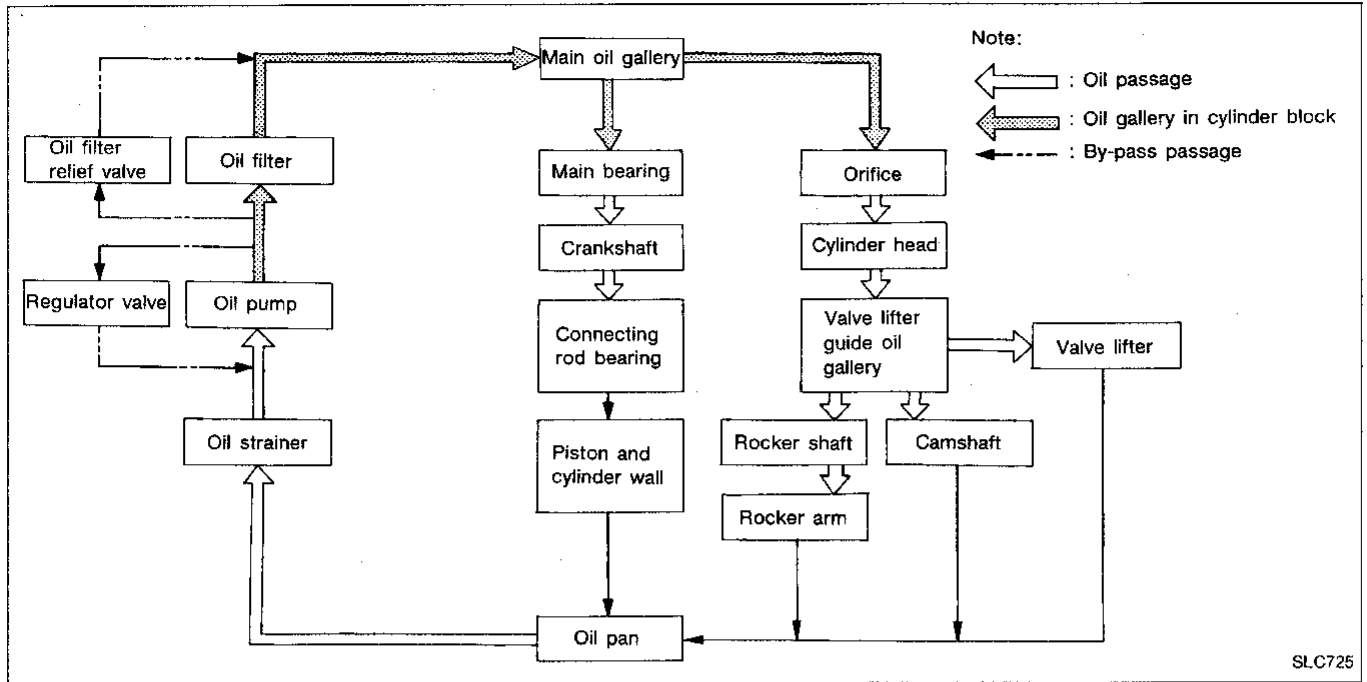 Main oil gallery
Note:
: Oil passage
: Oil gallery in cylinder block
: By-pass passage
Oil filter
relief valve
Oil filter
Main bearing
Orifice
Crankshaft
Cylinder head
Regulator valve
Oil pump
Connecting
rod bearing
Valve lifter
guide oil
gallery
Valve lifter
Oil strainer
Piston and
cylinder wall
Rocker shaft
Camshaft
Rocker arm
Oil pan
SLC725